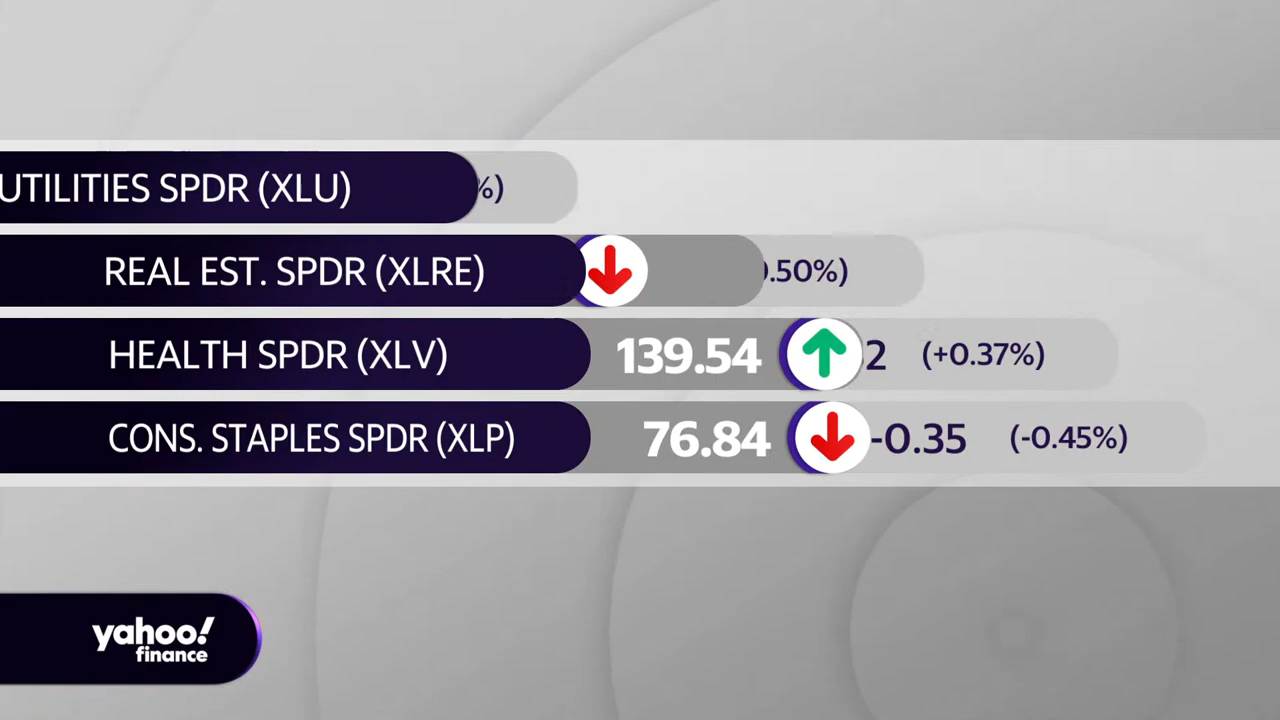 UTILITIES SPDR (XLU) %)
REAL EST. SPDR (XLRE) .50%)
HEALTH SPDR (XLV) 139.54 2 (+0.37%)
CONS. STAPLES SPDR (XLP) 76.84 -0.35 (-0.45%)
yahoo!
finance